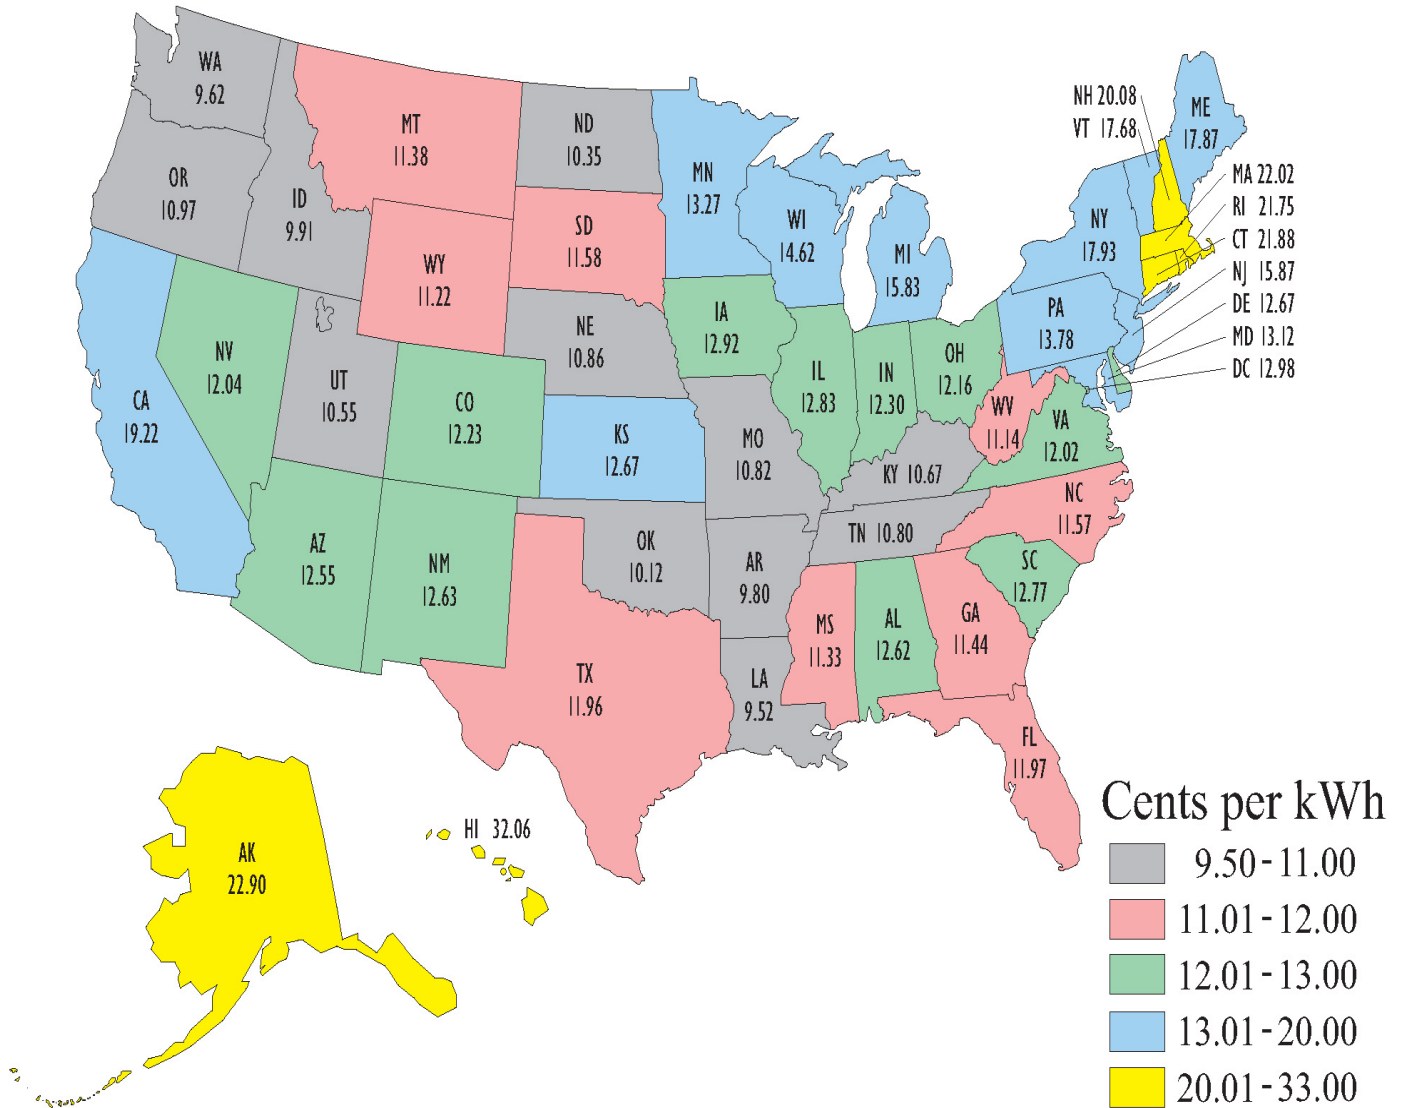 WA
9.62
MT
11.38
ND
10.35
MN
13.27
OR
10.97
ID
9.91
SD
11.58
WI
14.62
WY
11.22
MI
15.83
NY
17.93
NH 20.08
VT 17.68
ME
17.87
MA 22.02
RI 21.75
CT 21.88
NJ 15.87
DE 12.67
MD 13.12
DC 12.98
PA
13.78
IA
12.92
NE
10.86
NV
12.04
UT
10.55
CO
12.23
IL
12.83
IN
12.30
OH
12.16
CA
19.22
KS
12.67
MO
10.82
WV
11.14
VA
12.02
KY 10.67
NC
11.57
TN 10.80
AZ
12.55
NM
12.63
OK
10.12
AR
9.80
SC
12.77
MS
11.33
AL
12.62
GA
11.44
TX
11.96
LA
9.52
FL
11.97
AK
22.90
HI 32.06
Cents per kWh
9.50-11.00
11.01-12.00
12.01-13.00
13.01-20.00
20.01-33.00